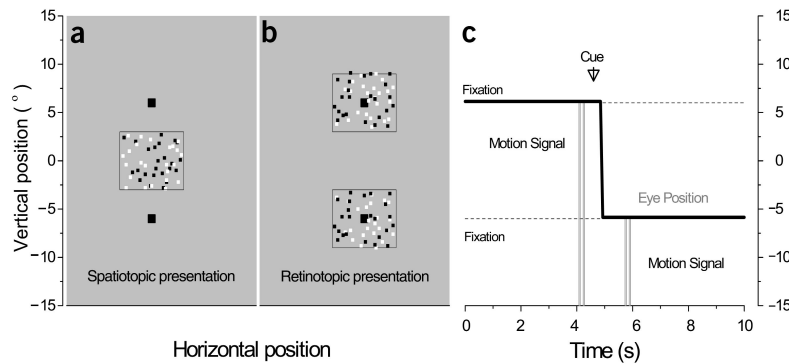 a
b
c
15
10
5
0
−5
−10
−15
Vertical position ( ° )
Spatiotopic presentation
Retinotopic presentation
Horizontal position
Cue
Fixation
Motion Signal
Eye Position
Fixation
Motion Signal
0 2 4 6 8 10
Time (s)
15
10
5
0
−5
−10
−15